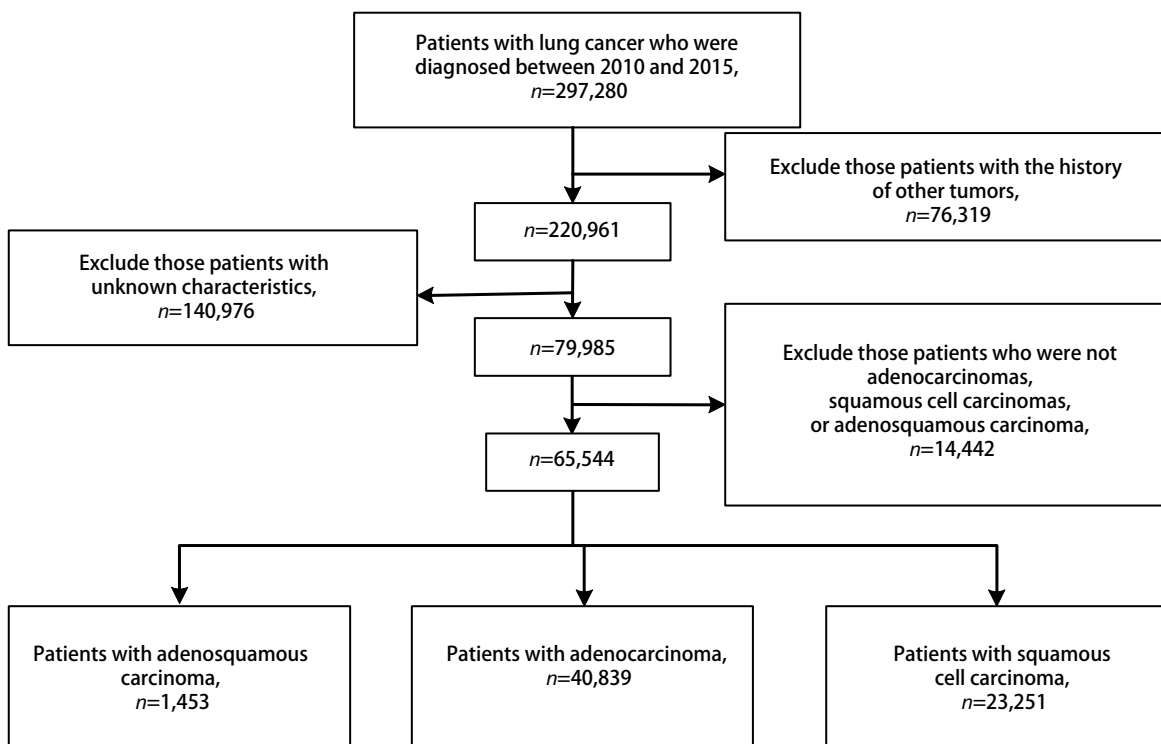 Patients with lung cancer who were
diagnosed between 2010 and 2015,
n=297,280
Exclude those patients with the history
of other tumors,
n=76,319
n=220,961
Exclude those patients with
unknown characteristics,
n=140,976
n=79,985
Exclude those patients who were not
adenocarcinomas,
squamous cell carcinomas,
or adenosquamous carcinoma,
n=14,442
n=65,544
Patients with adenosquamous
carcinoma,
n=1,453
Patients with adenocarcinoma,
n=40,839
Patients with squamous
cell carcinoma,
n=23,251